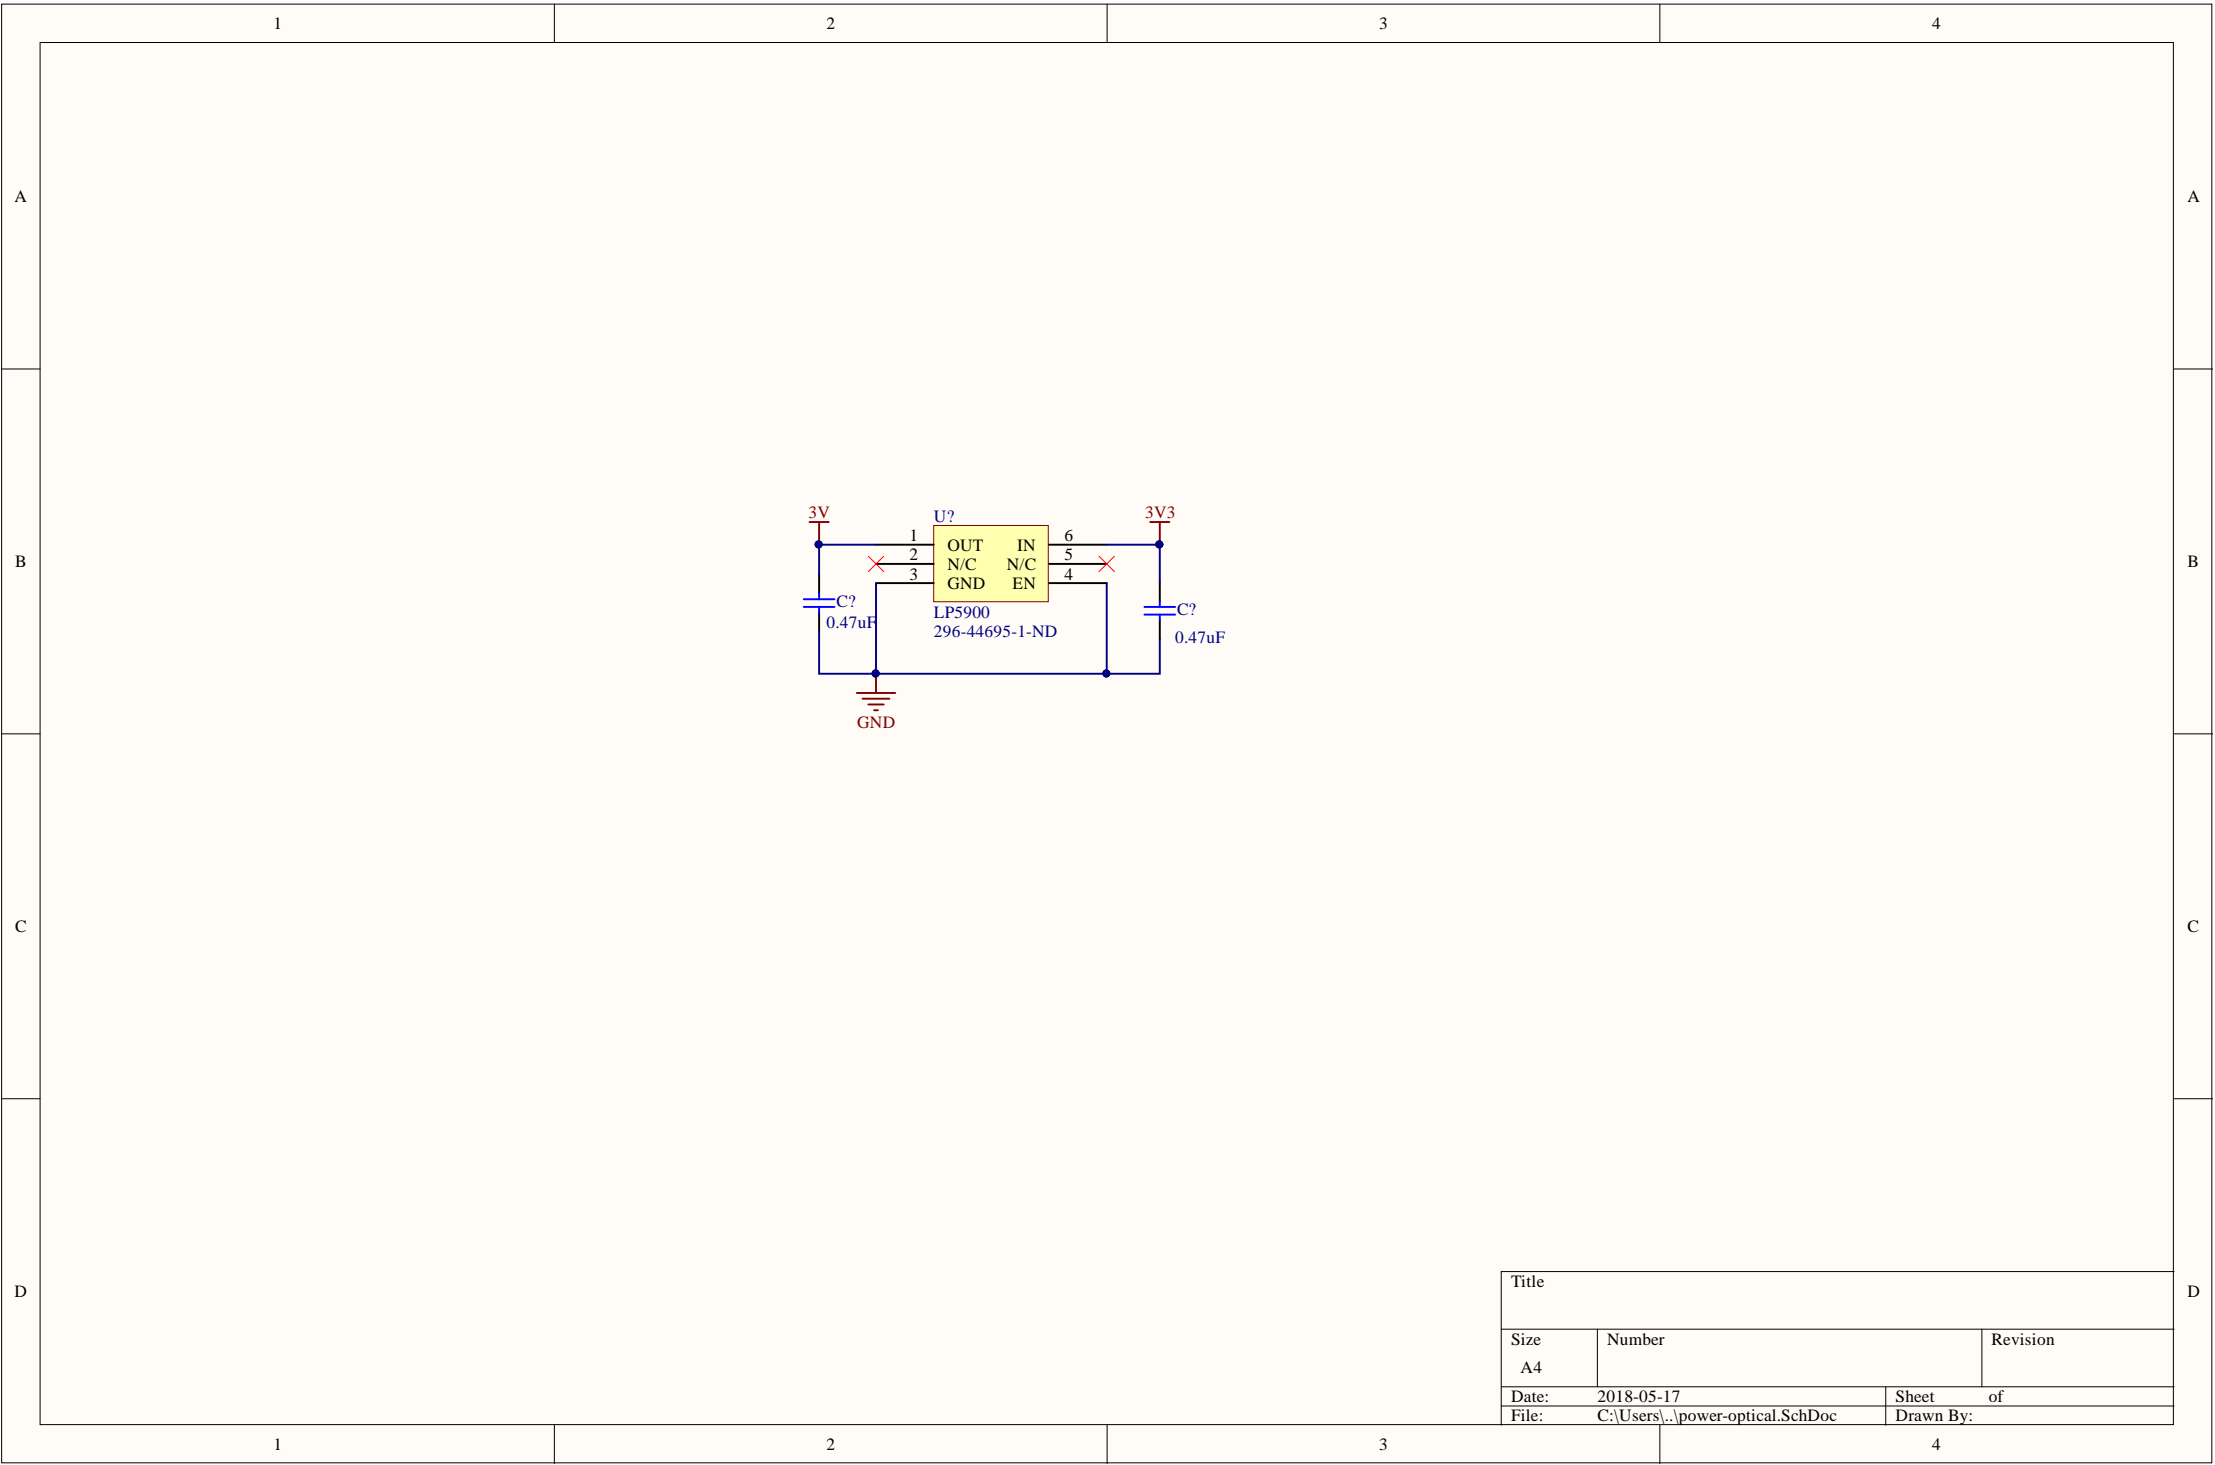 1 2 3 4
A A
B B
C C
D D
3V
U?
3V3
1 OUT IN 6
2 N/C N/C 5
3 GND EN 4
C?
0.47uF
LP5900
296-44695-1-ND
C?
0.47uF
GND
Title
Size Number Revision
A4
Date: 2018-05-17 Sheet of
File: C:\Users\..\power-optical.SchDoc Drawn By:
1 2 3 4